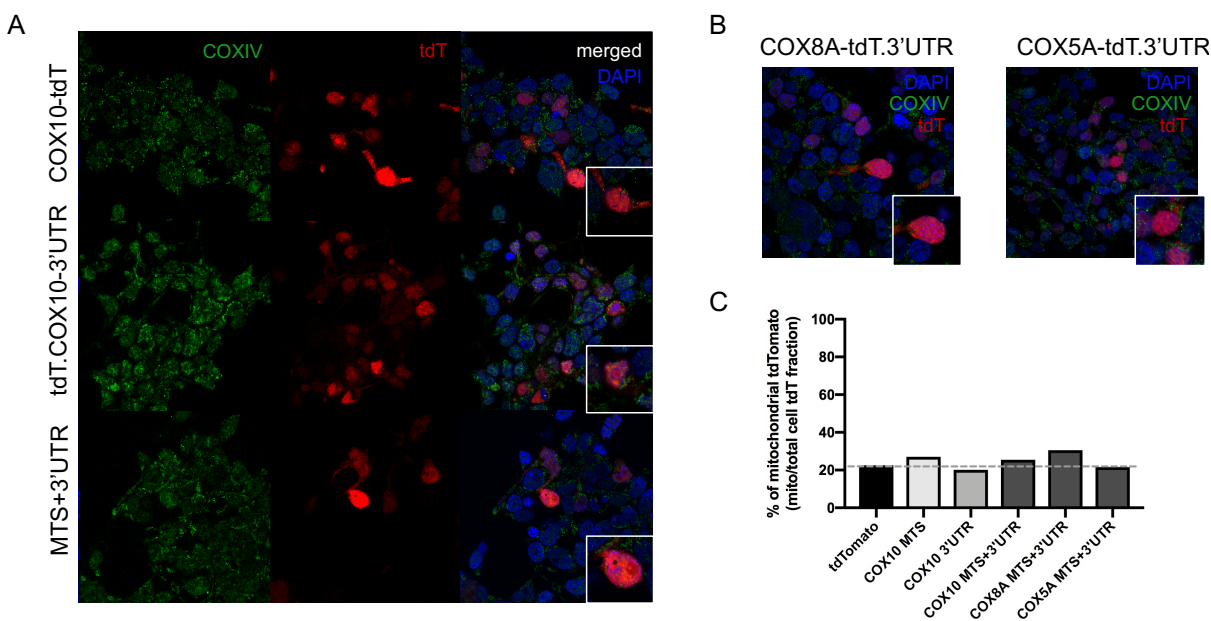 A
COXIV
tdT
merged
DAPI
COX10-tdT
tdT.COX10-3'UTR
MTS+3'UTR
B
COX8A-tdT.3'UTR
COX5A-tdT.3'UTR
DAPI
COXIV
tdT
DAPI
COXIV
tdT
C
% of mitochondrial tdTomato
(mito/total cell tdT fraction)
100
80
60
40
20
0
tdTomato
COX10 MTS
COX10 3'UTR
COX10 MTS+3'UTR
COX8A MTS+3'UTR
COX5A MTS+3'UTR